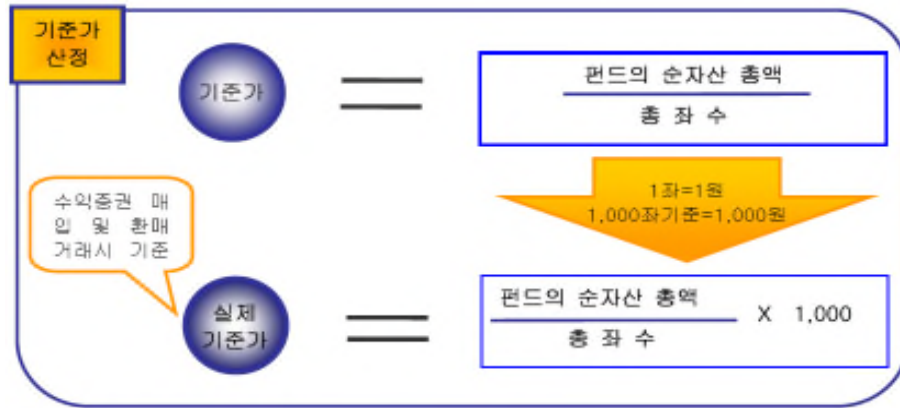 기준가
산정
기준가
펀드의 순자산 총액
총 좌 수
1좌=1원
1,000좌기준=1,000원
수익증권 매
입 및 환매
거래시 기준
실제
기준가
펀드의 순자산 총액
총 좌 수
X 1,000